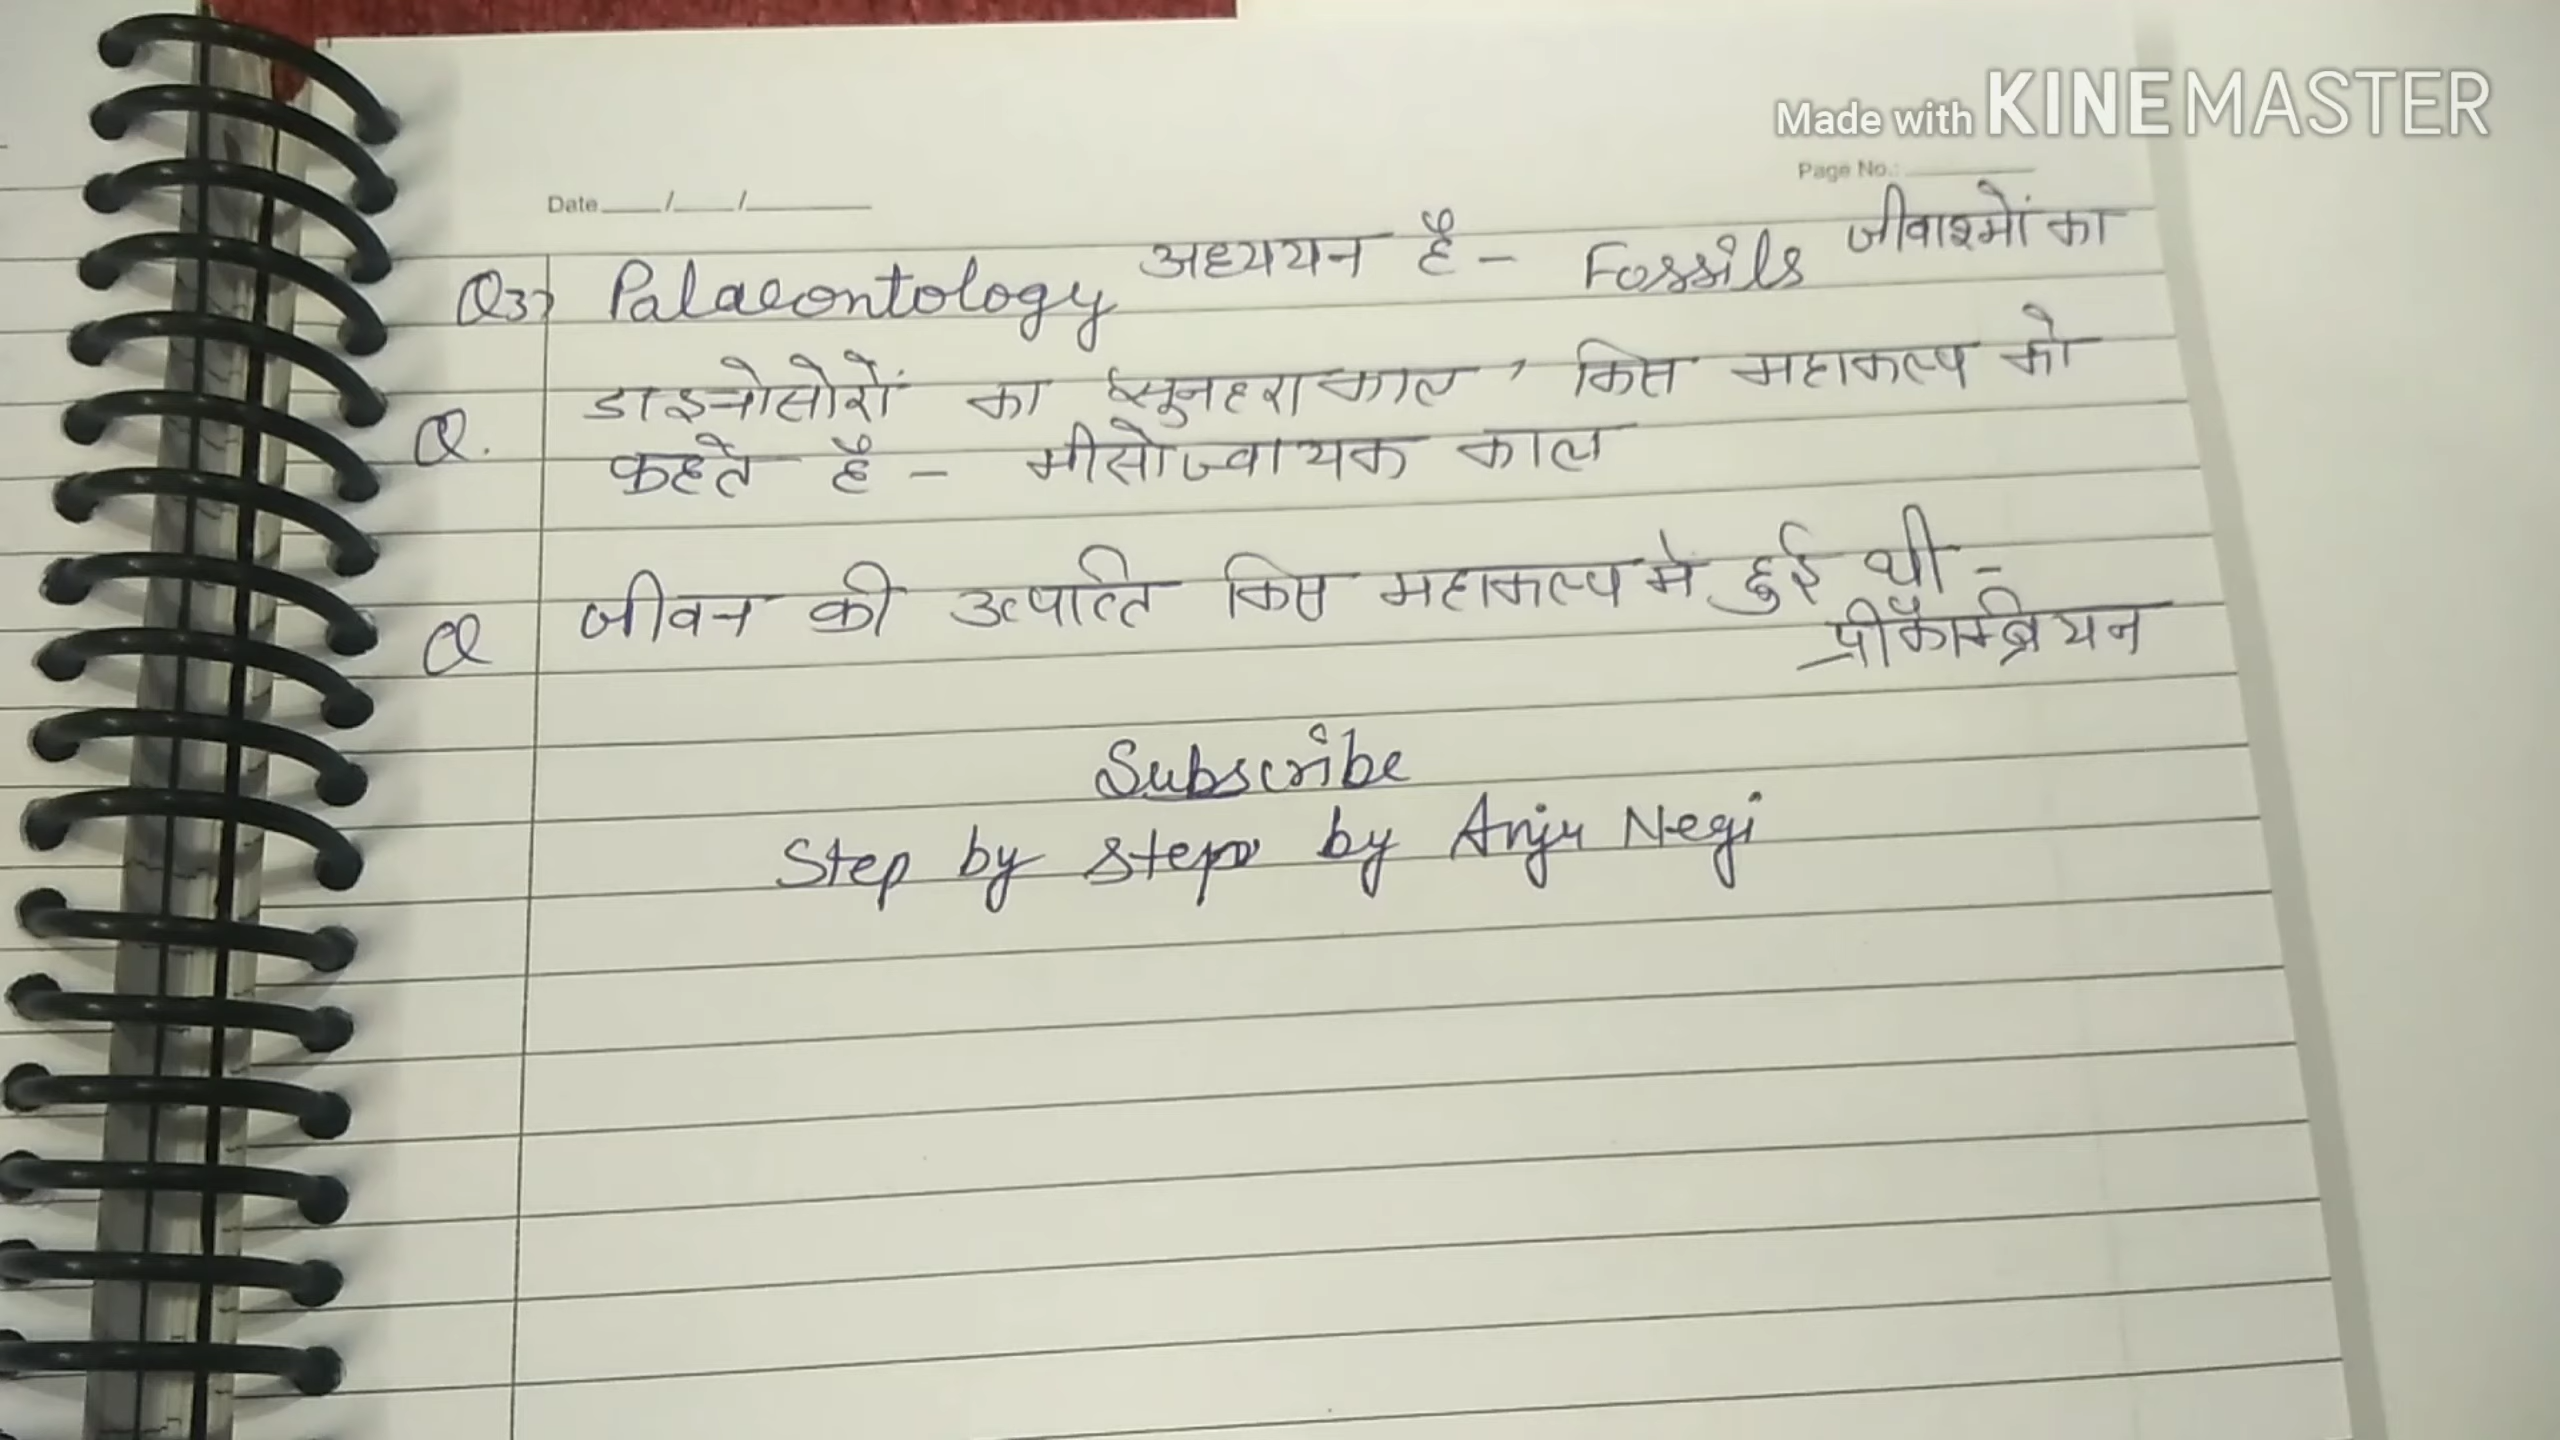 Made with KINEMASTER
Page No.:
Date / /
Q3) Palaeontology अध्ययन है - Fossils जीवाश्मों का
Q. डाइनोसोरों का सुनहरा काल ' किस महाकल्प को
कहते है - मीसोज्वायक काल
Q जीवन की उत्पत्ति किस महाकल्प में हुई थी -
प्रीकैम्ब्रियन
Subscribe
Step by step by Anju Negi